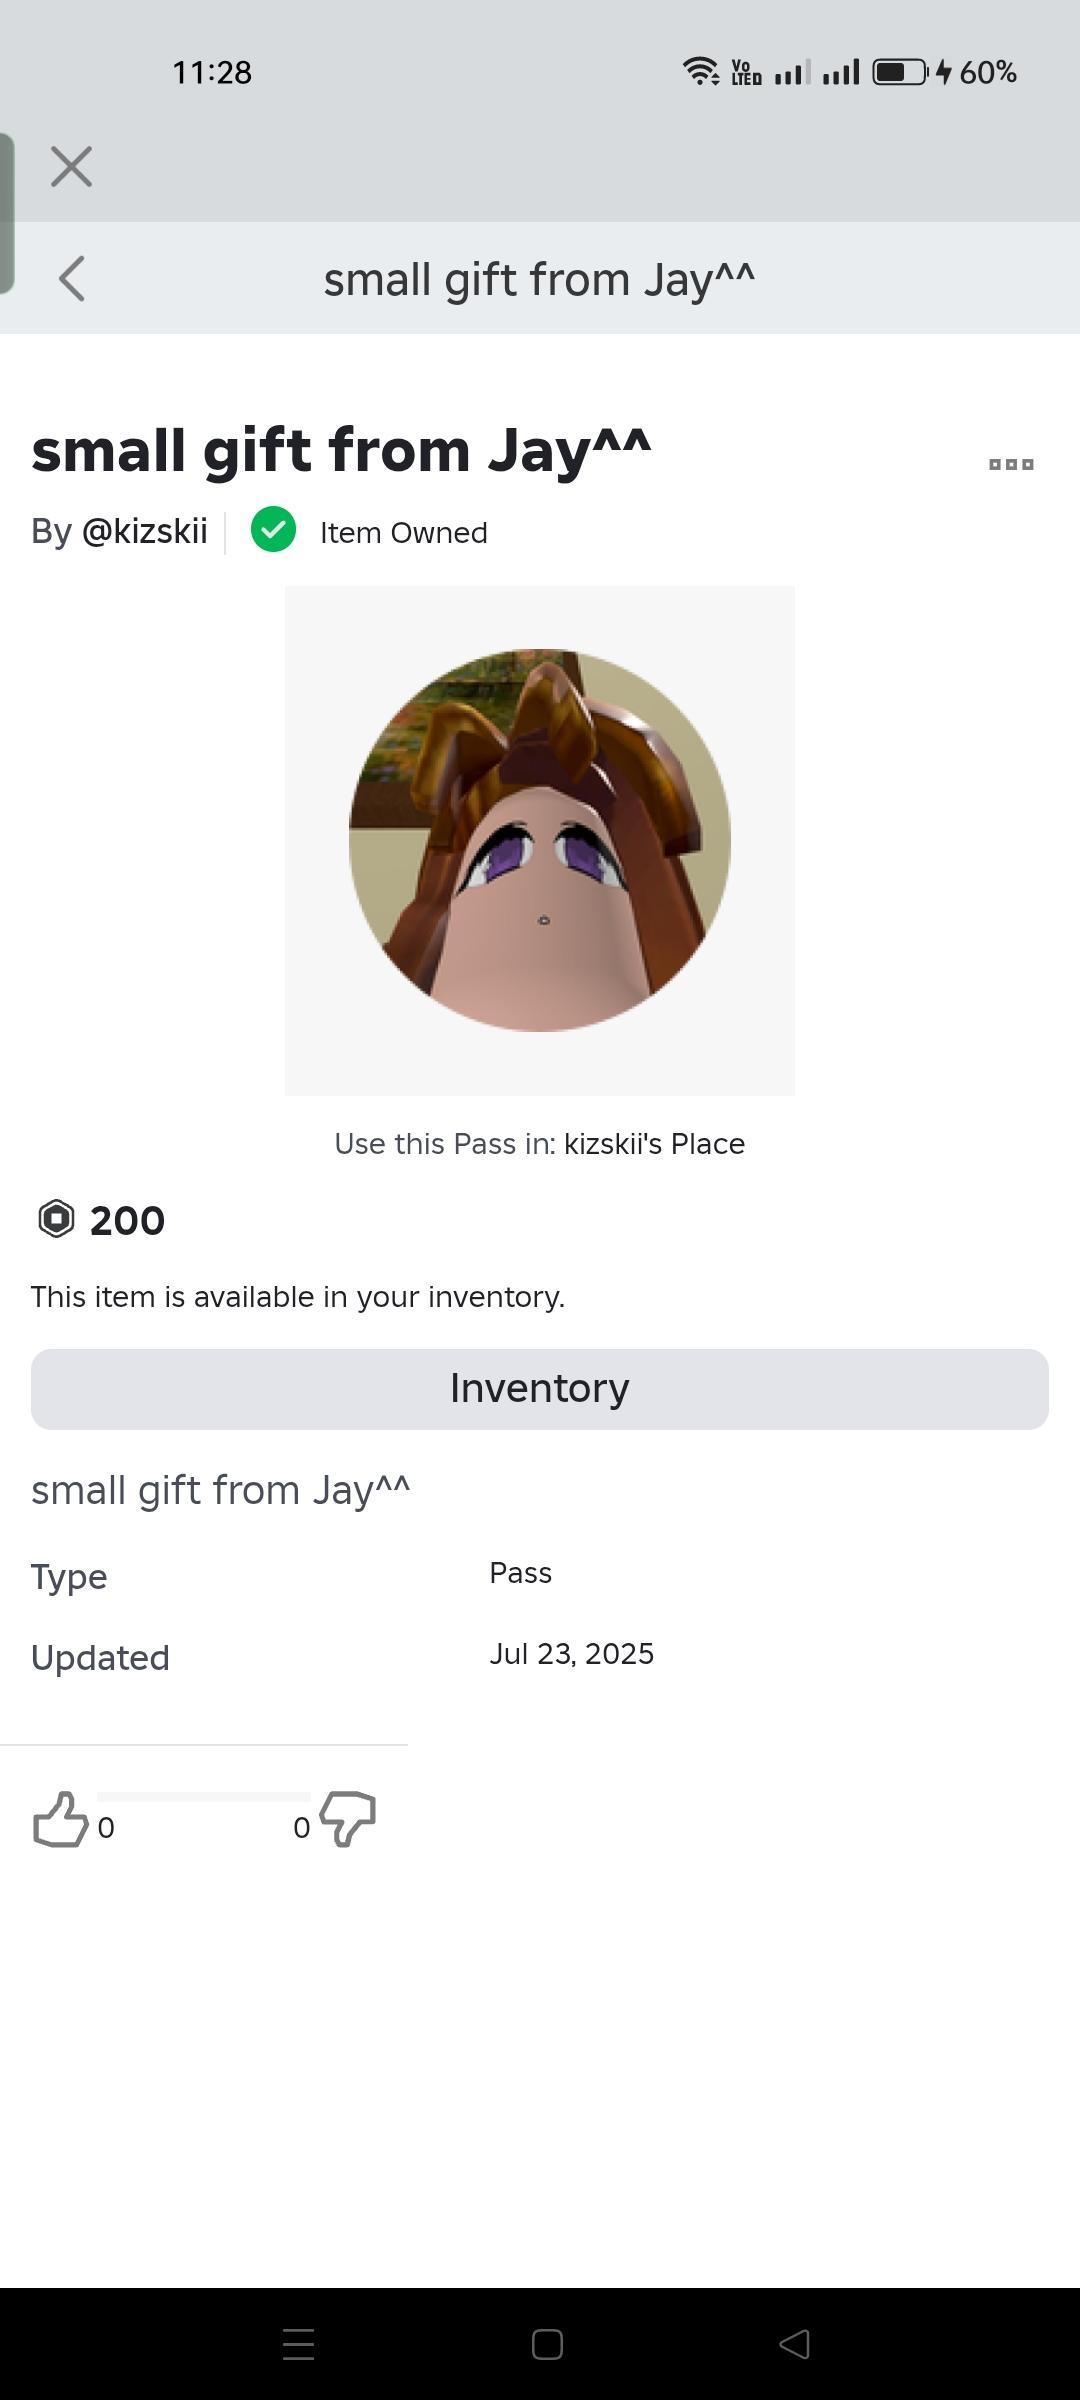 11:28
Vo
LTE
60%
small gift from Jay^^
small gift from Jay^^
By @kizskii
Item Owned
Use this Pass in: kizskii's Place
200
This item is available in your inventory.
Inventory
small gift from Jay^^
Type Pass
Updated Jul 23, 2025
0 0